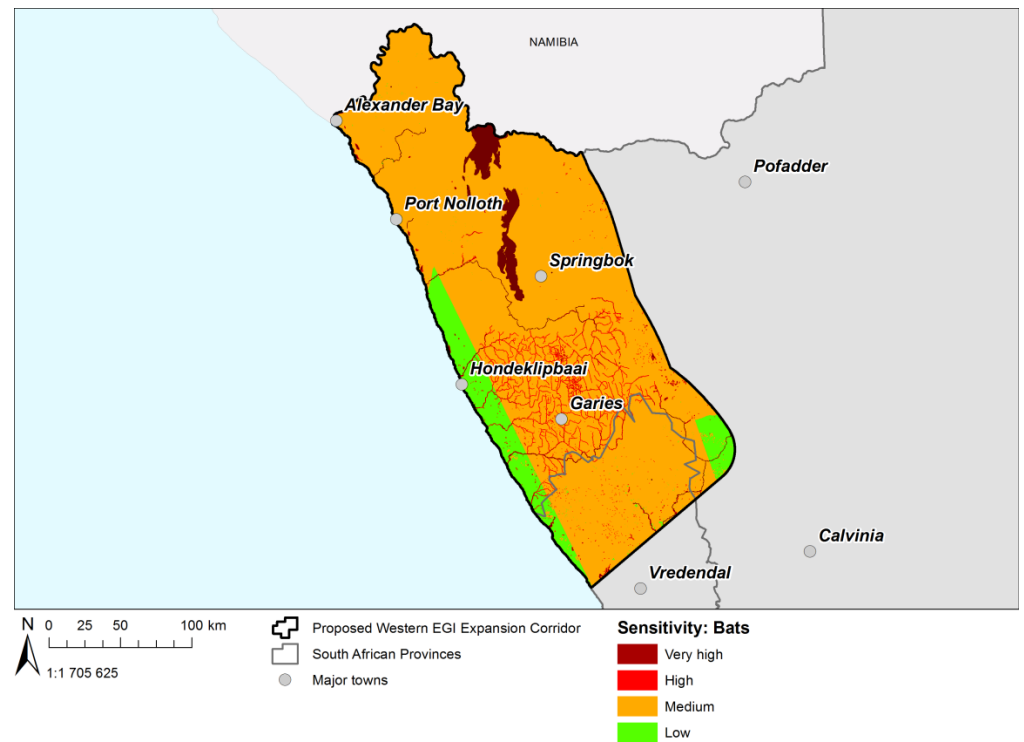 NAMIBIA
Alexander Bay
Pofadder
Port Nolloth
Springbok
Hondeklipbaai
Garies
Calvinia
Vredendal
N 0 25 50 100 km
1:1 705 625
Proposed Western EGI Expansion Corridor
South African Provinces
Major towns
Sensitivity: Bats
Very high
High
Medium
Low